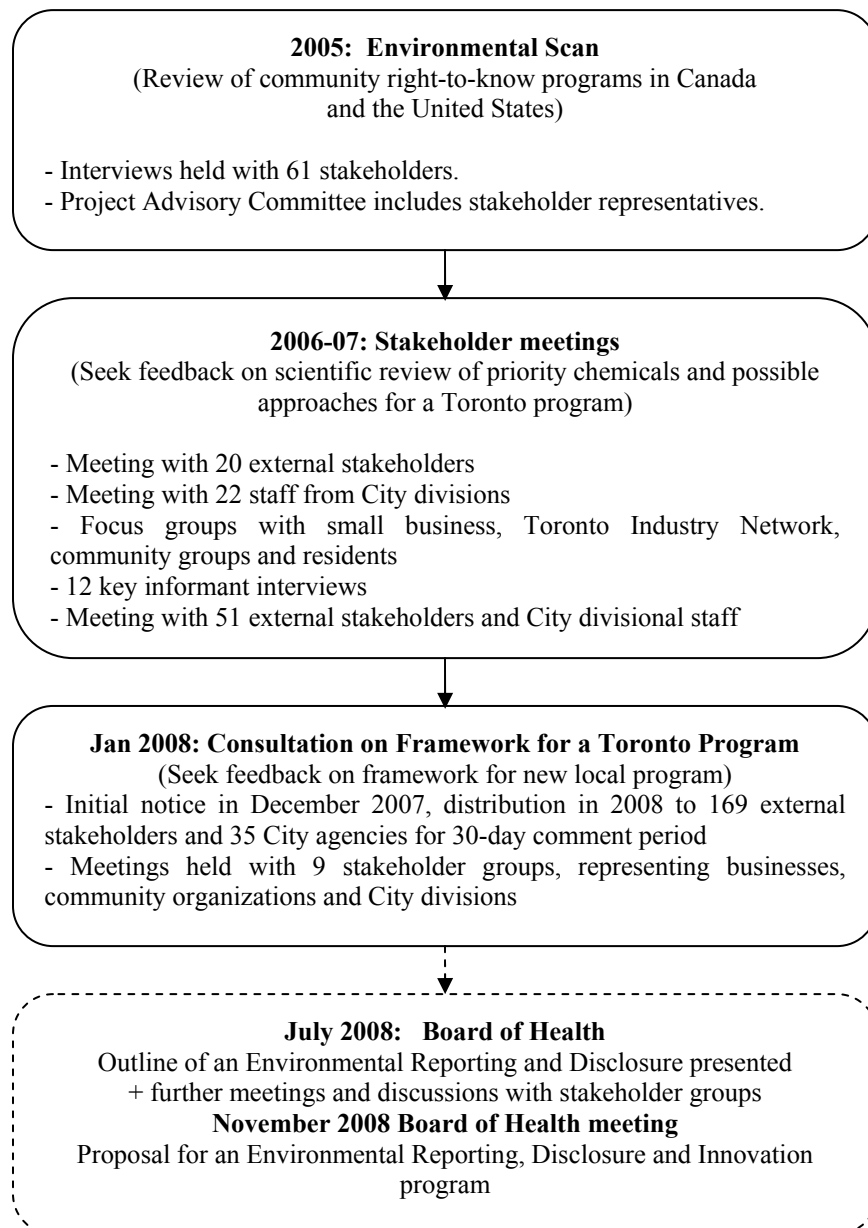 2005: Environmental Scan
(Review of community right-to-know programs in Canada
and the United States)
- Interviews held with 61 stakeholders.
- Project Advisory Committee includes stakeholder representatives.
2006-07: Stakeholder meetings
(Seek feedback on scientific review of priority chemicals and possible
approaches for a Toronto program)
- Meeting with 20 external stakeholders
- Meeting with 22 staff from City divisions
- Focus groups with small business, Toronto Industry Network,
community groups and residents
- 12 key informant interviews
- Meeting with 51 external stakeholders and City divisional staff
Jan 2008: Consultation on Framework for a Toronto Program
(Seek feedback on framework for new local program)
- Initial notice in December 2007, distribution in 2008 to 169 external
stakeholders and 35 City agencies for 30-day comment period
- Meetings held with 9 stakeholder groups, representing businesses,
community organizations and City divisions
July 2008: Board of Health
Outline of an Environmental Reporting and Disclosure presented
+ further meetings and discussions with stakeholder groups
November 2008 Board of Health meeting
Proposal for an Environmental Reporting, Disclosure and Innovation
program